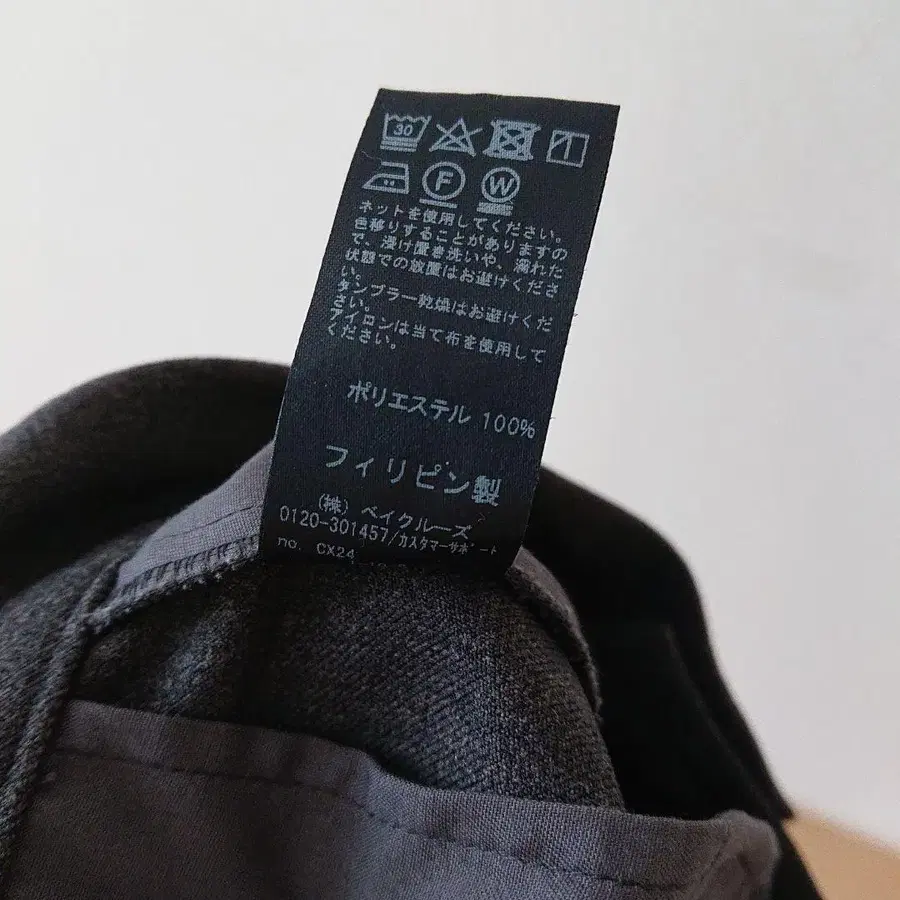 30
F W
ネットを使用してください。
色移りすることがありますの
で、浸け置き洗いや、濡れた
状態での放置はお避けくださ
い。
タンブラー乾燥はお避けくだ
さい。
アイロンは当て布を使用して
ください。
ポリエステル 100%
フィリピン製
(株) ベイクルーズ
0120-301457/カスタマーサポート
no. CX24